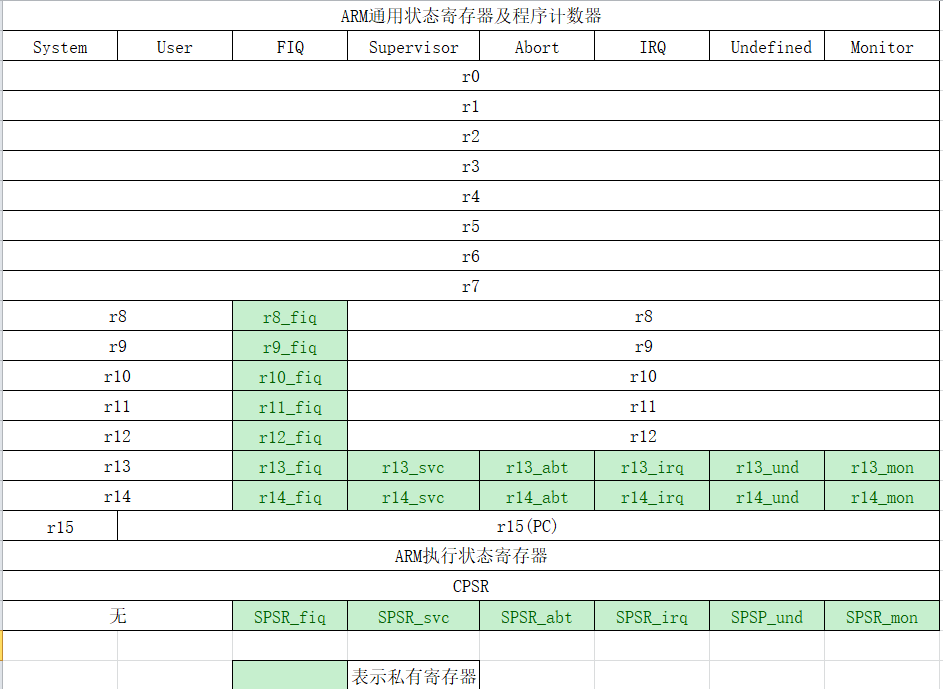 ARM通用状态寄存器及程序计数器
System User FIQ Supervisor Abort IRQ Undefined Monitor
r0
r1
r2
r3
r4
r5
r6
r7
r8 r8_fiq r8
r9 r9_fiq r9
r10 r10_fiq r10
r11 r11_fiq r11
r12 r12_fiq r12
r13 r13_fiq r13_svc r13_abt r13_irq r13_und r13_mon
r14 r14_fiq r14_svc r14_abt r14_irq r14_und r14_mon
r15 r15(PC)
ARM执行状态寄存器
CPSR
无 SPSR_fiq SPSR_svc SPSR_abt SPSR_irq SPSP_und SPSR_mon
表示私有寄存器